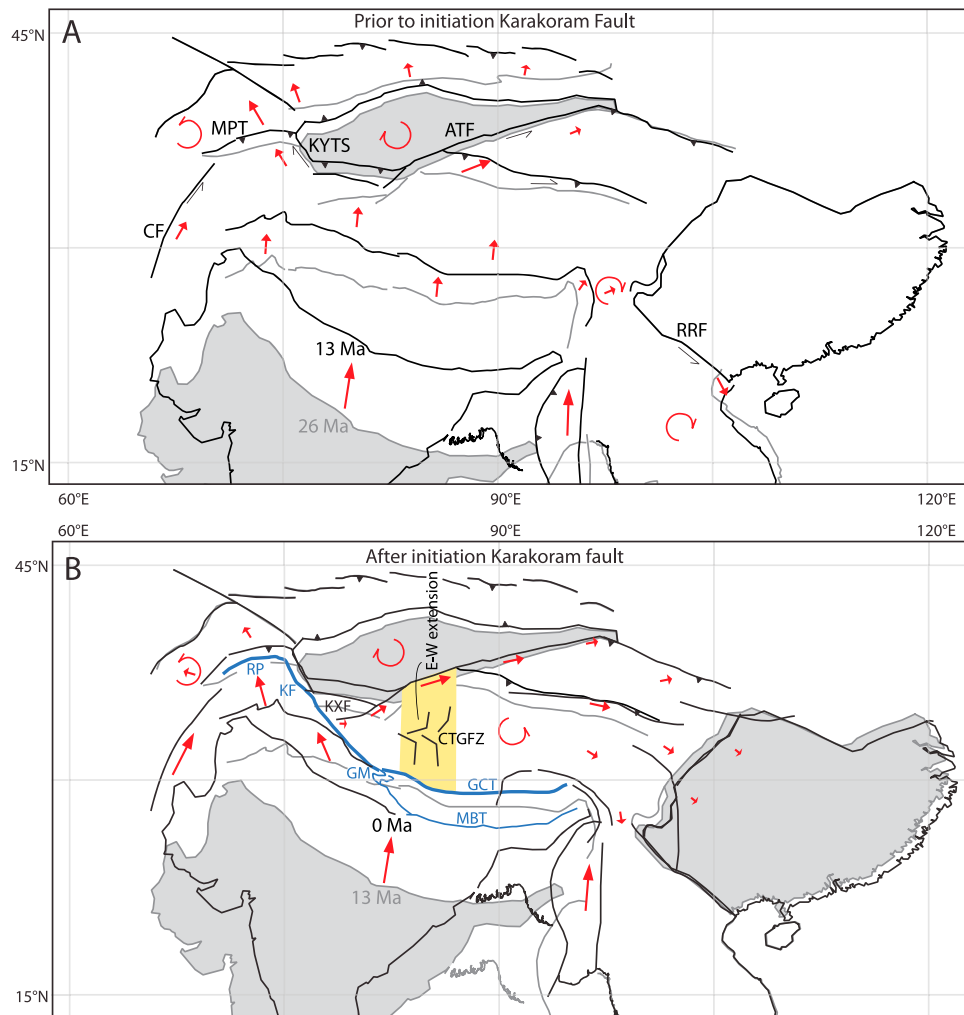 A
Prior to initiation Karakoram Fault
45°N
MPT
KYTS
ATF
CF
RRF
13 Ma
26 Ma
15°N
60°E
90°E
120°E
60°E
90°E
120°E
B
After initiation Karakoram fault
45°N
E-W extension
RP
KF
KXF
CTGFZ
GM
GCT
MBT
0 Ma
13 Ma
15°N